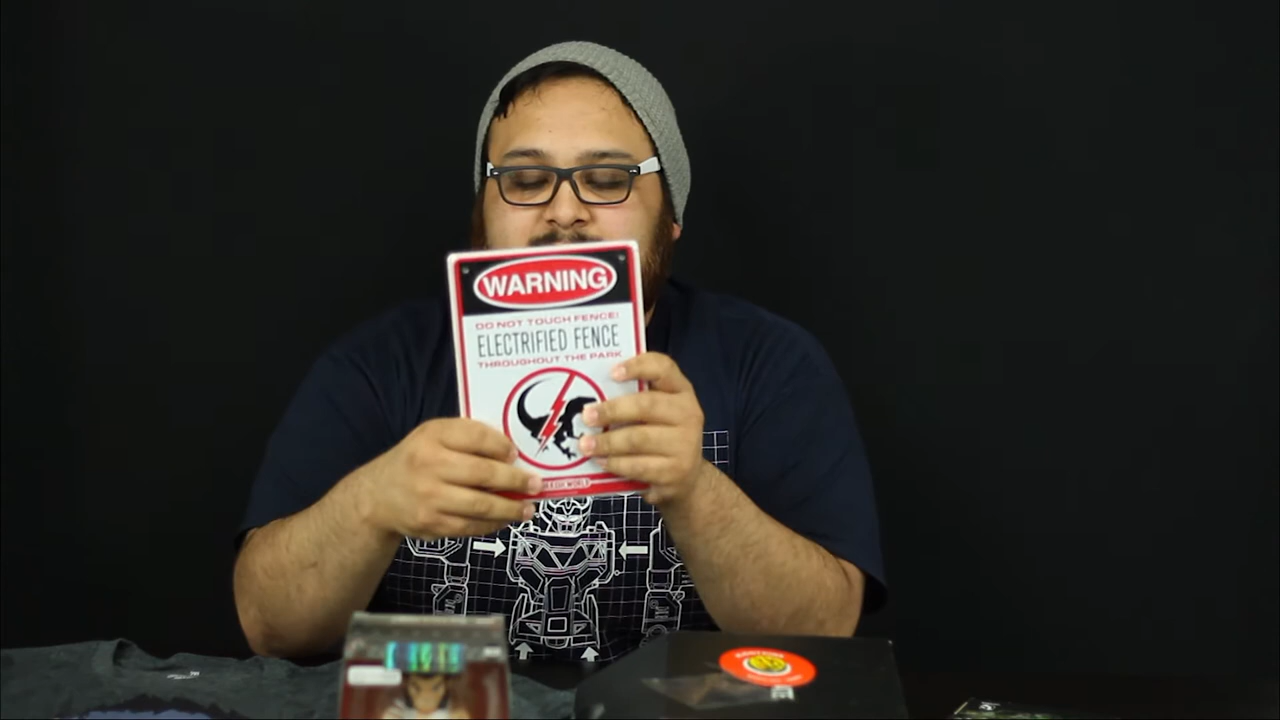 WARNING
DO NOT TOUCH FENCE!
ELECTRIFIED FENCE
THROUGHOUT THE PARK